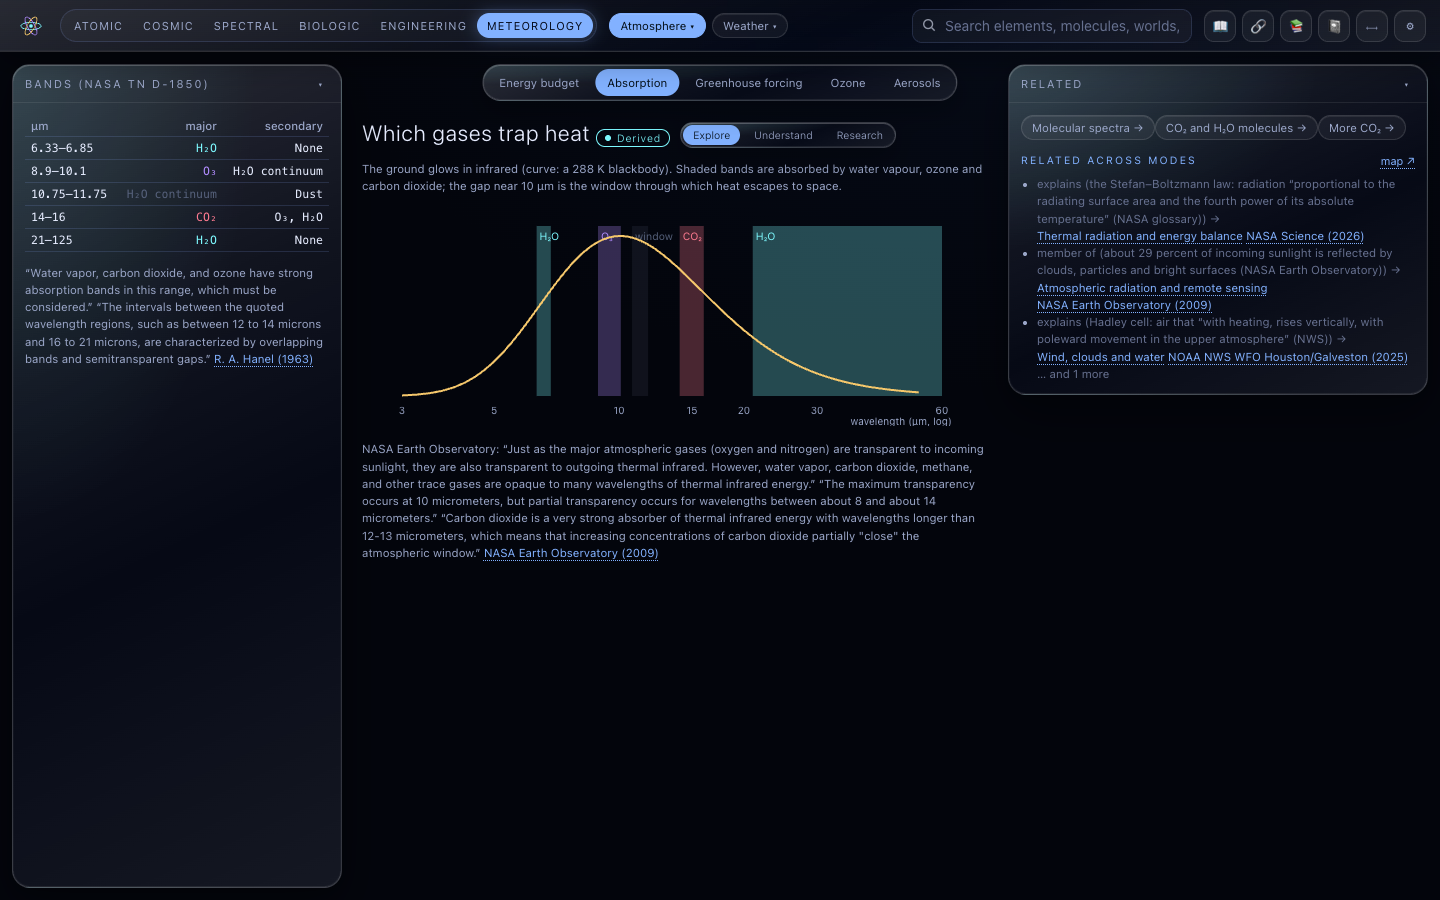 ATOMIC COSMIC SPECTRAL BIOLOGIC ENGINEERING METEOROLOGY Atmosphere ▾ Weather ▾ Search elements, molecules, worlds,
BANDS (NASA TN D-1850)
µm major secondary
6.33–6.85 H₂O None
8.9–10.1 O₃ H₂O continuum
10.75–11.75 H₂O continuum Dust
14–16 CO₂ O₃, H₂O
21–125 H₂O None
“Water vapor, carbon dioxide, and ozone have strong
absorption bands in this range, which must be
considered.” “The intervals between the quoted
wavelength regions, such as between 12 to 14 microns
and 16 to 21 microns, are characterized by overlapping
bands and semitransparent gaps.” R. A. Hanel (1963)
Energy budget Absorption Greenhouse forcing Ozone Aerosols
Which gases trap heat Derived Explore Understand Research
The ground glows in infrared (curve: a 288 K blackbody). Shaded bands are absorbed by water vapour, ozone and
carbon dioxide; the gap near 10 µm is the window through which heat escapes to space.
H₂O O₃ window CO₂ H₂O
3 5 10 15 20 30 60
wavelength (µm, log)
NASA Earth Observatory: “Just as the major atmospheric gases (oxygen and nitrogen) are transparent to incoming
sunlight, they are also transparent to outgoing thermal infrared. However, water vapor, carbon dioxide, methane,
and other trace gases are opaque to many wavelengths of thermal infrared energy.” “The maximum transparency
occurs at 10 micrometers, but partial transparency occurs for wavelengths between about 8 and about 14
micrometers.” “Carbon dioxide is a very strong absorber of thermal infrared energy with wavelengths longer than
12-13 micrometers, which means that increasing concentrations of carbon dioxide partially "close" the
atmospheric window.” NASA Earth Observatory (2009)
RELATED
Molecular spectra → CO₂ and H₂O molecules → More CO₂ →
RELATED ACROSS MODES map ↗
• explains (the Stefan–Boltzmann law: radiation “proportional to the
radiating surface area and the fourth power of its absolute
temperature” (NASA glossary)) →
Thermal radiation and energy balance NASA Science (2026)
• member of (about 29 percent of incoming sunlight is reflected by
clouds, particles and bright surfaces (NASA Earth Observatory)) →
Atmospheric radiation and remote sensing
NASA Earth Observatory (2009)
• explains (Hadley cell: air that “with heating, rises vertically, with
poleward movement in the upper atmosphere” (NWS)) →
Wind, clouds and water NOAA NWS WFO Houston/Galveston (2025)
… and 1 more